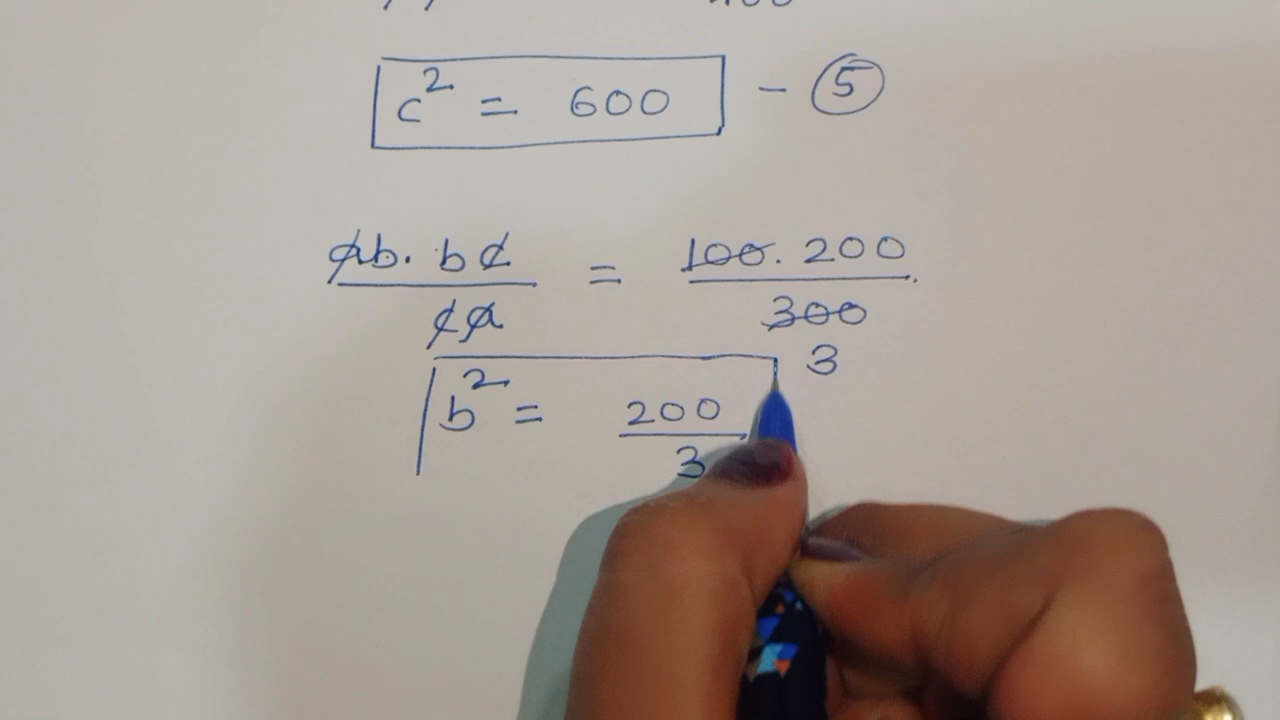 c² = 600 - ⑤
ab. bc = 100. 200
ca 300
3
b² = 200
3